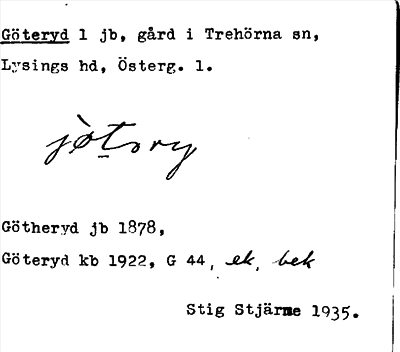 Göteryd 1 jb, gård i Trehörna sn,
Lysings hd, Österg. l.
jòt̠ory
Götheryd jb 1878,
Göteryd kb 1922, G 44, ek, bek
Stig Stjärne 1935.